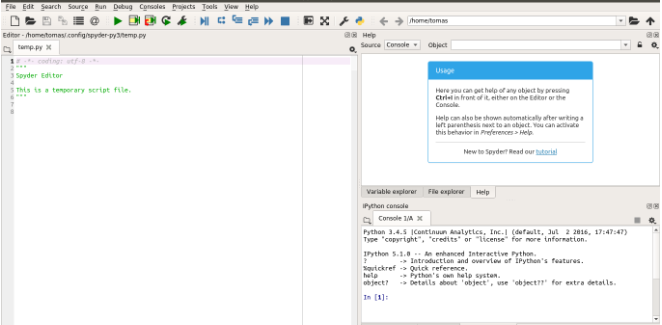 File Edit Search Source Run Debug Consoles Projects Tools View Help
/home/tomas
Editor - /home/tomas/.config/spyder-py3/temp.py
temp.py
1 # -*- coding: utf-8 -*-
2 """
3 Spyder Editor
4
5 This is a temporary script file.
6 """
7
8
Help
Source Console Object
Usage
Here you can get help of any object by pressing
Ctrl+I in front of it, either on the Editor or the
Console.
Help can also be shown automatically after writing a
left parenthesis next to an object. You can activate
this behavior in Preferences > Help.
New to Spyder? Read our tutorial
Variable explorer File explorer Help
IPython console
Console 1/A
Python 3.4.5 |Continuum Analytics, Inc.| (default, Jul 2 2016, 17:47:47)
Type "copyright", "credits" or "license" for more information.
IPython 5.1.0 -- An enhanced Interactive Python.
? -> Introduction and overview of IPython's features.
%quickref -> Quick reference.
help -> Python's own help system.
object? -> Details about 'object', use 'object??' for extra details.
In [1]: